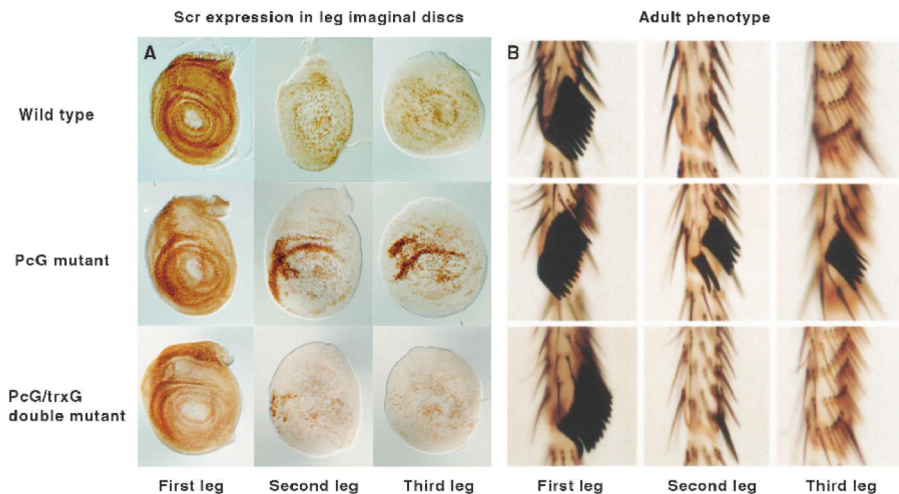 Scr expression in leg imaginal discs
Adult phenotype
A
B
Wild type
PcG mutant
PcG/trxG
double mutant
First leg Second leg Third leg
First leg Second leg Third leg